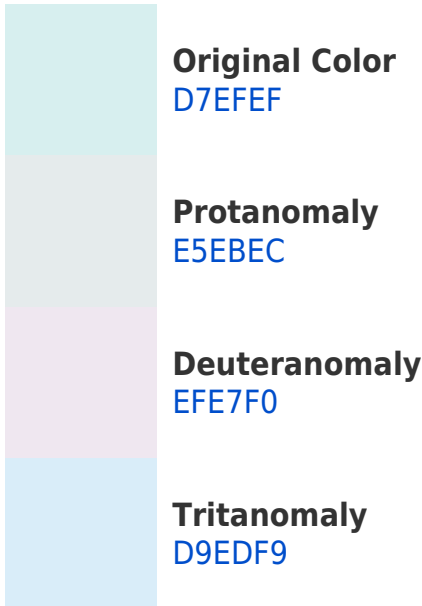 Original Color
D7EFEF
Protanomaly
E5EBEC
Deuteranomaly
EFE7F0
Tritanomaly
D9EDF9